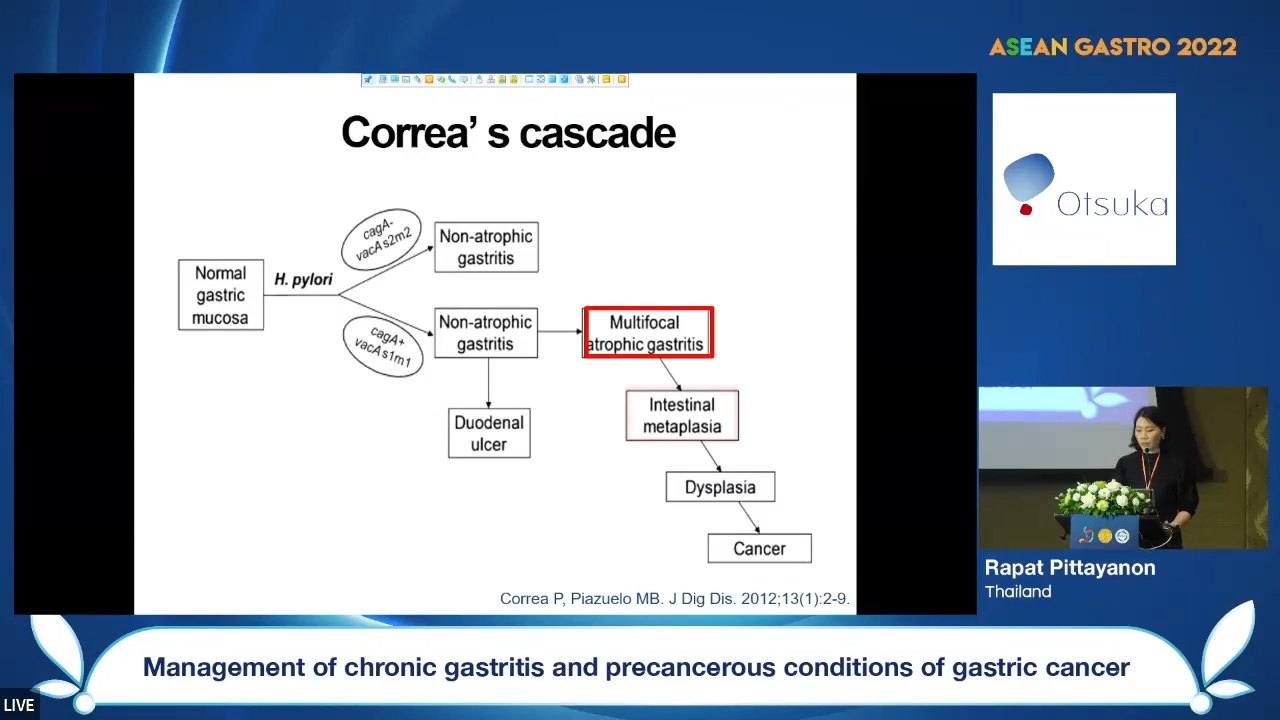 ASEAN GASTRO 2022
Correa' s cascade
cagA-
vacA s2m2
Non-atrophic
gastritis
Normal
gastric
mucosa
H. pylori
cagA+
vacA s1m1
Non-atrophic
gastritis
Multifocal
atrophic gastritis
Duodenal
ulcer
Intestinal
metaplasia
Dysplasia
Cancer
Correa P, Piazuelo MB. J Dig Dis. 2012;13(1):2-9.
Otsuka
Rapat Pittayanon
Thailand
Management of chronic gastritis and precancerous conditions of gastric cancer
LIVE